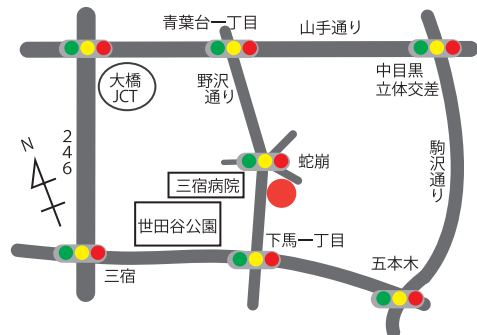 青葉台一丁目
山手通り
大橋
JCT
野沢
通り
中目黒
立体交差
N
246
蛇崩
駒沢通り
三宿病院
世田谷公園
下馬一丁目
三宿
五本木